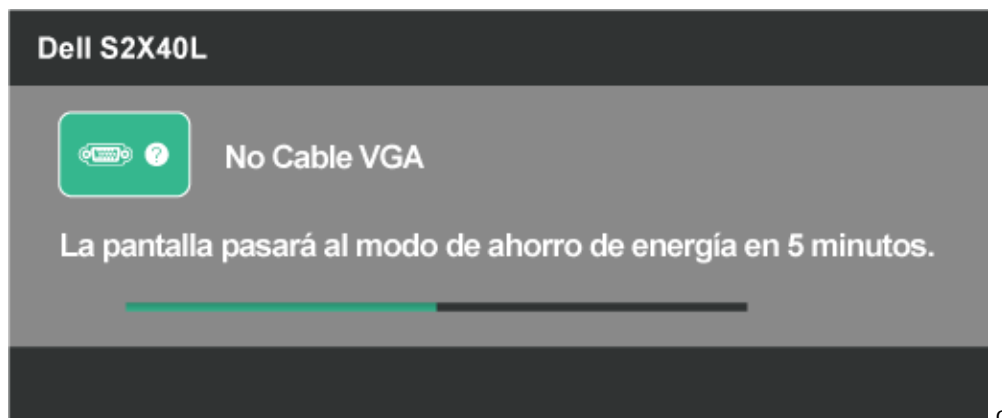 Dell S2X40L
No Cable VGA
La pantalla pasará al modo de ahorro de energía en 5 minutos.